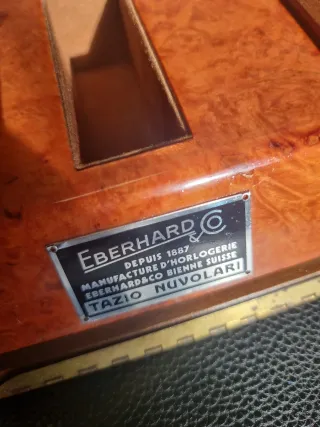 EBERHARD & CO
DEPUIS 1887
MANUFACTURE D'HORLOGERIE
EBERHARD&CO BIENNE SUISSE
TAZIO NUVOLARI